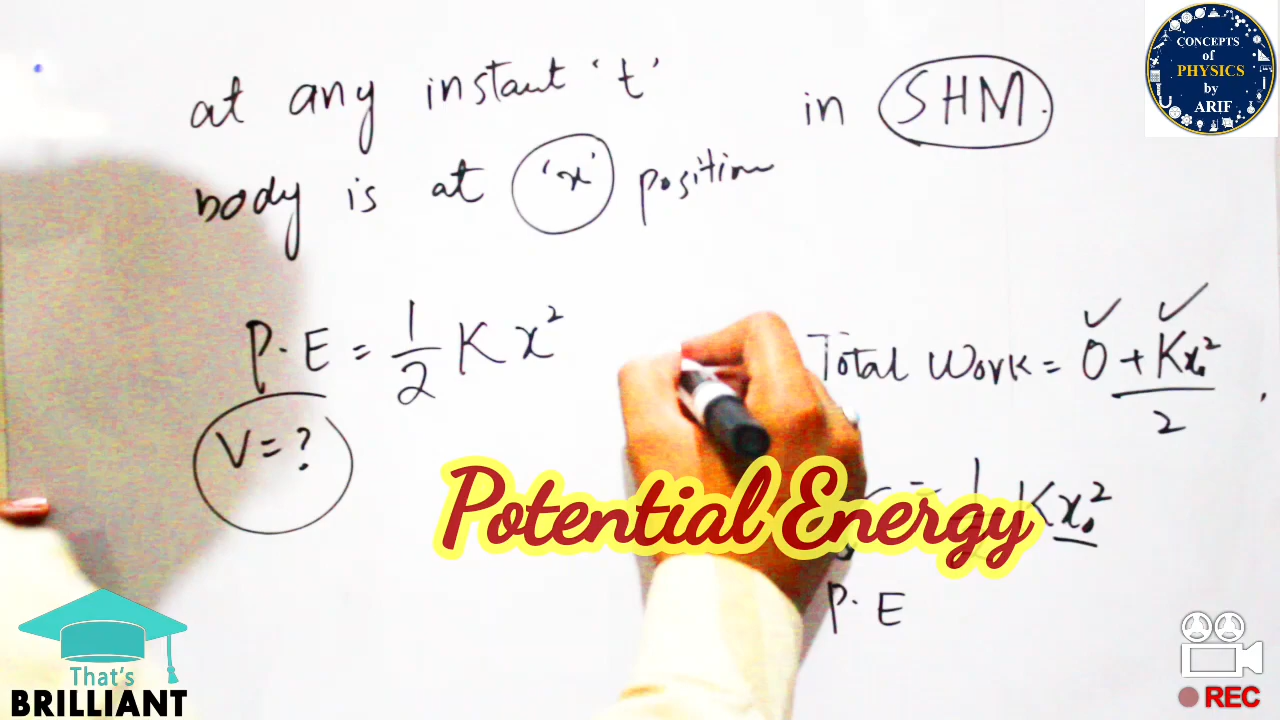 at any instant 't' in SHM.
body is at 'x' position
P.E = 1/2 K x²
V = ?
Total Work = 0 + Kx₀²
2
= 1 Kx₀²
P.E
Potential Energy
CONCEPTS
of
PHYSICS
by
ARIF
That's
BRILLIANT
REC